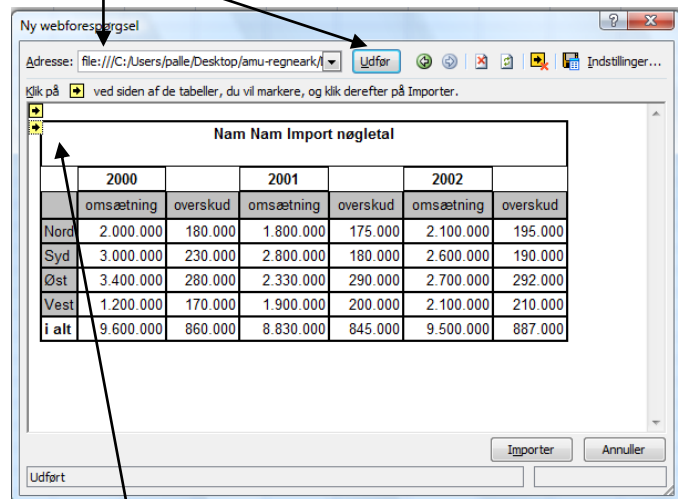 Ny webforespørgsel
Adresse: file:///C:/Users/palle/Desktop/amu-regneark/ Udfør Indstillinger...
Klik på ved siden af de tabeller, du vil markere, og klik derefter på Importer.
Nam Nam Import nøgletal
2000 2001 2002
omsætning overskud omsætning overskud omsætning overskud
Nord 2.000.000 180.000 1.800.000 175.000 2.100.000 195.000
Syd 3.000.000 230.000 2.800.000 180.000 2.600.000 190.000
Øst 3.400.000 280.000 2.330.000 290.000 2.700.000 292.000
Vest 1.200.000 170.000 1.900.000 200.000 2.100.000 210.000
i alt 9.600.000 860.000 8.830.000 845.000 9.500.000 887.000
Importer Annuller
Udført